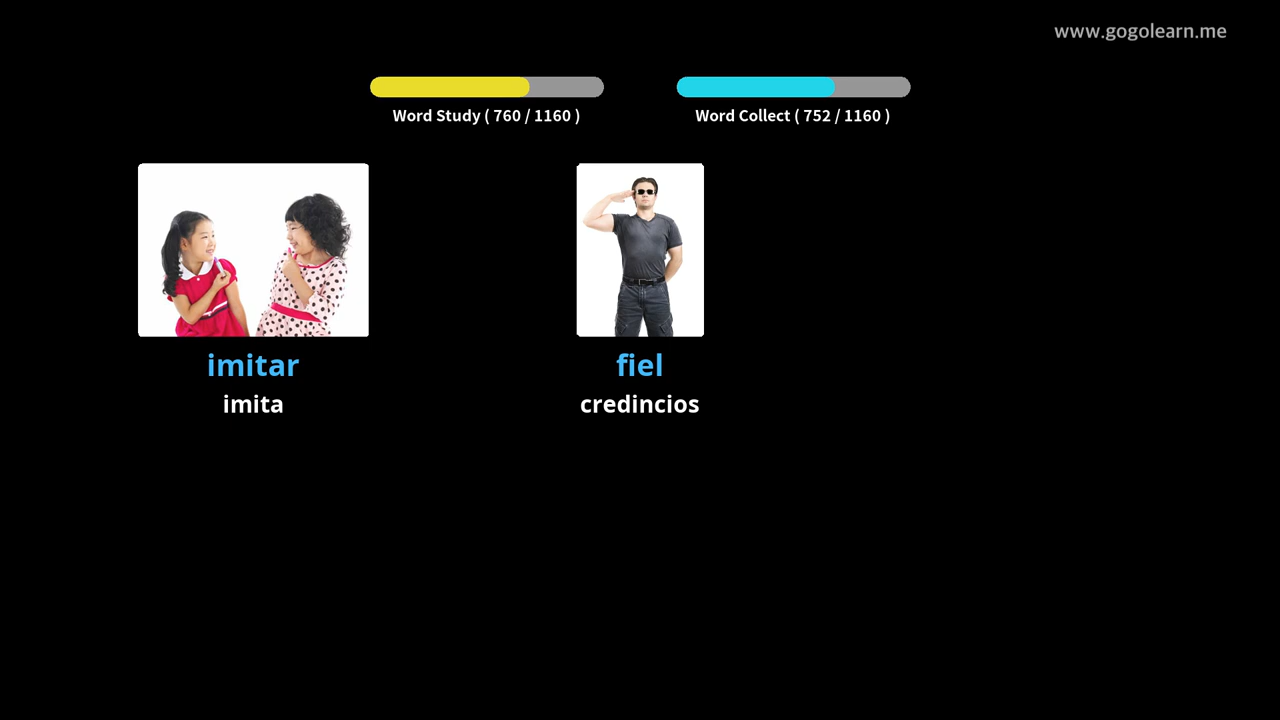 www.gogolearn.me
Word Study ( 760 / 1160 )
Word Collect ( 752 / 1160 )
imitar
imita
fiel
credincios